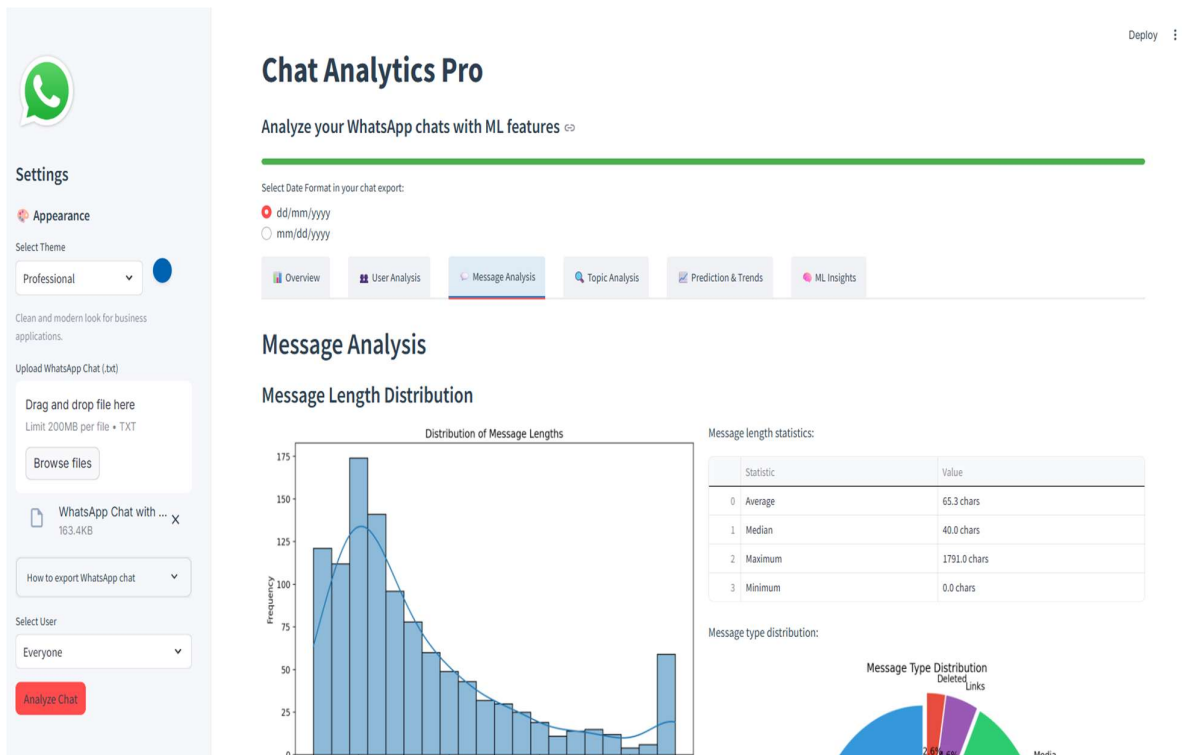 Deploy
Settings
Appearance
Select Theme
Professional
Clean and modern look for business
applications.
Upload WhatsApp Chat (.txt)
Drag and drop file here
Limit 200MB per file • TXT
Browse files
WhatsApp Chat with ...
163.4KB
How to export WhatsApp chat
Select User
Everyone
Analyze Chat
Chat Analytics Pro
Analyze your WhatsApp chats with ML features
Select Date Format in your chat export:
dd/mm/yyyy
mm/dd/yyyy
Overview
User Analysis
Message Analysis
Topic Analysis
Prediction & Trends
ML Insights
Message Analysis
Message Length Distribution
Distribution of Message Lengths
Frequency
175
150
125
100
75
50
25
0
Message length statistics:
Statistic Value
0 Average 65.3 chars
1 Median 40.0 chars
2 Maximum 1791.0 chars
3 Minimum 0.0 chars
Message type distribution:
Message Type Distribution
Deleted
Links
2.6%
Media